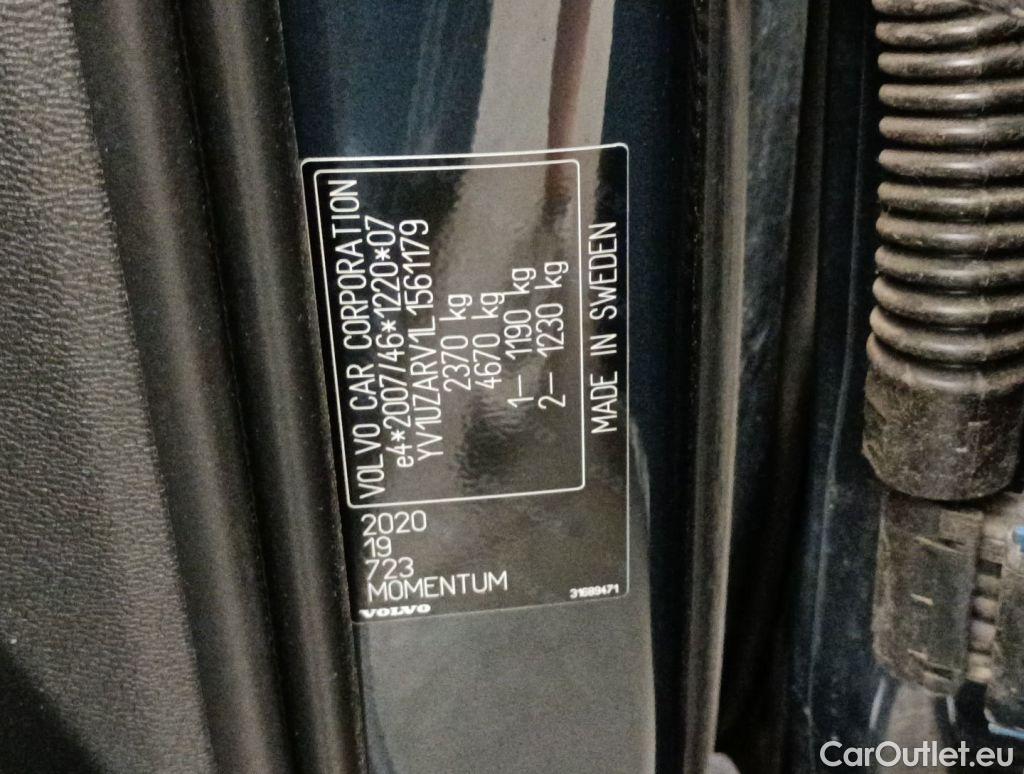 VOLVO CAR CORPORATION
e4*2007/46*1220*07
YV1UZARV1L1561179
2370 kg
4670 kg
1– 1190 kg
2– 1230 kg
MADE IN SWEDEN
2020
19
723
MOMENTUM
VOLVO
31689471
CarOutlet.eu